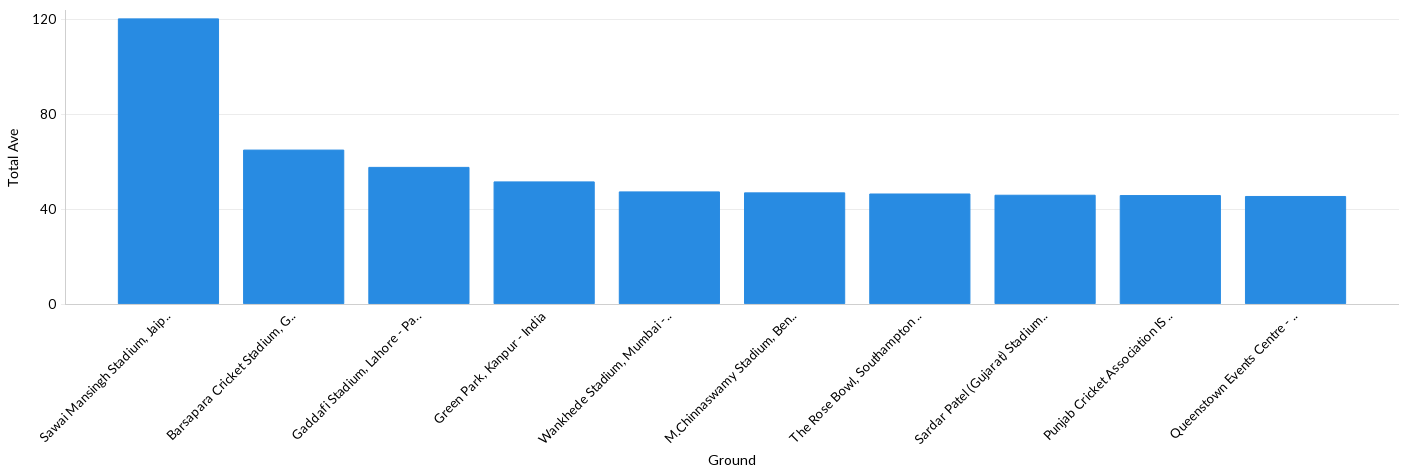 120
80
40
0
Total Ave
Sawai Mansingh Stadium, Jaip..
Barsapara Cricket Stadium, G..
Gaddafi Stadium, Lahore - Pa..
Green Park, Kanpur - India
Wankhede Stadium, Mumbai -..
M.Chinnaswamy Stadium, Ben..
The Rose Bowl, Southampton ..
Sardar Patel (Gujarat) Stadium..
Punjab Cricket Association IS ..
Queenstown Events Centre - ..
Ground